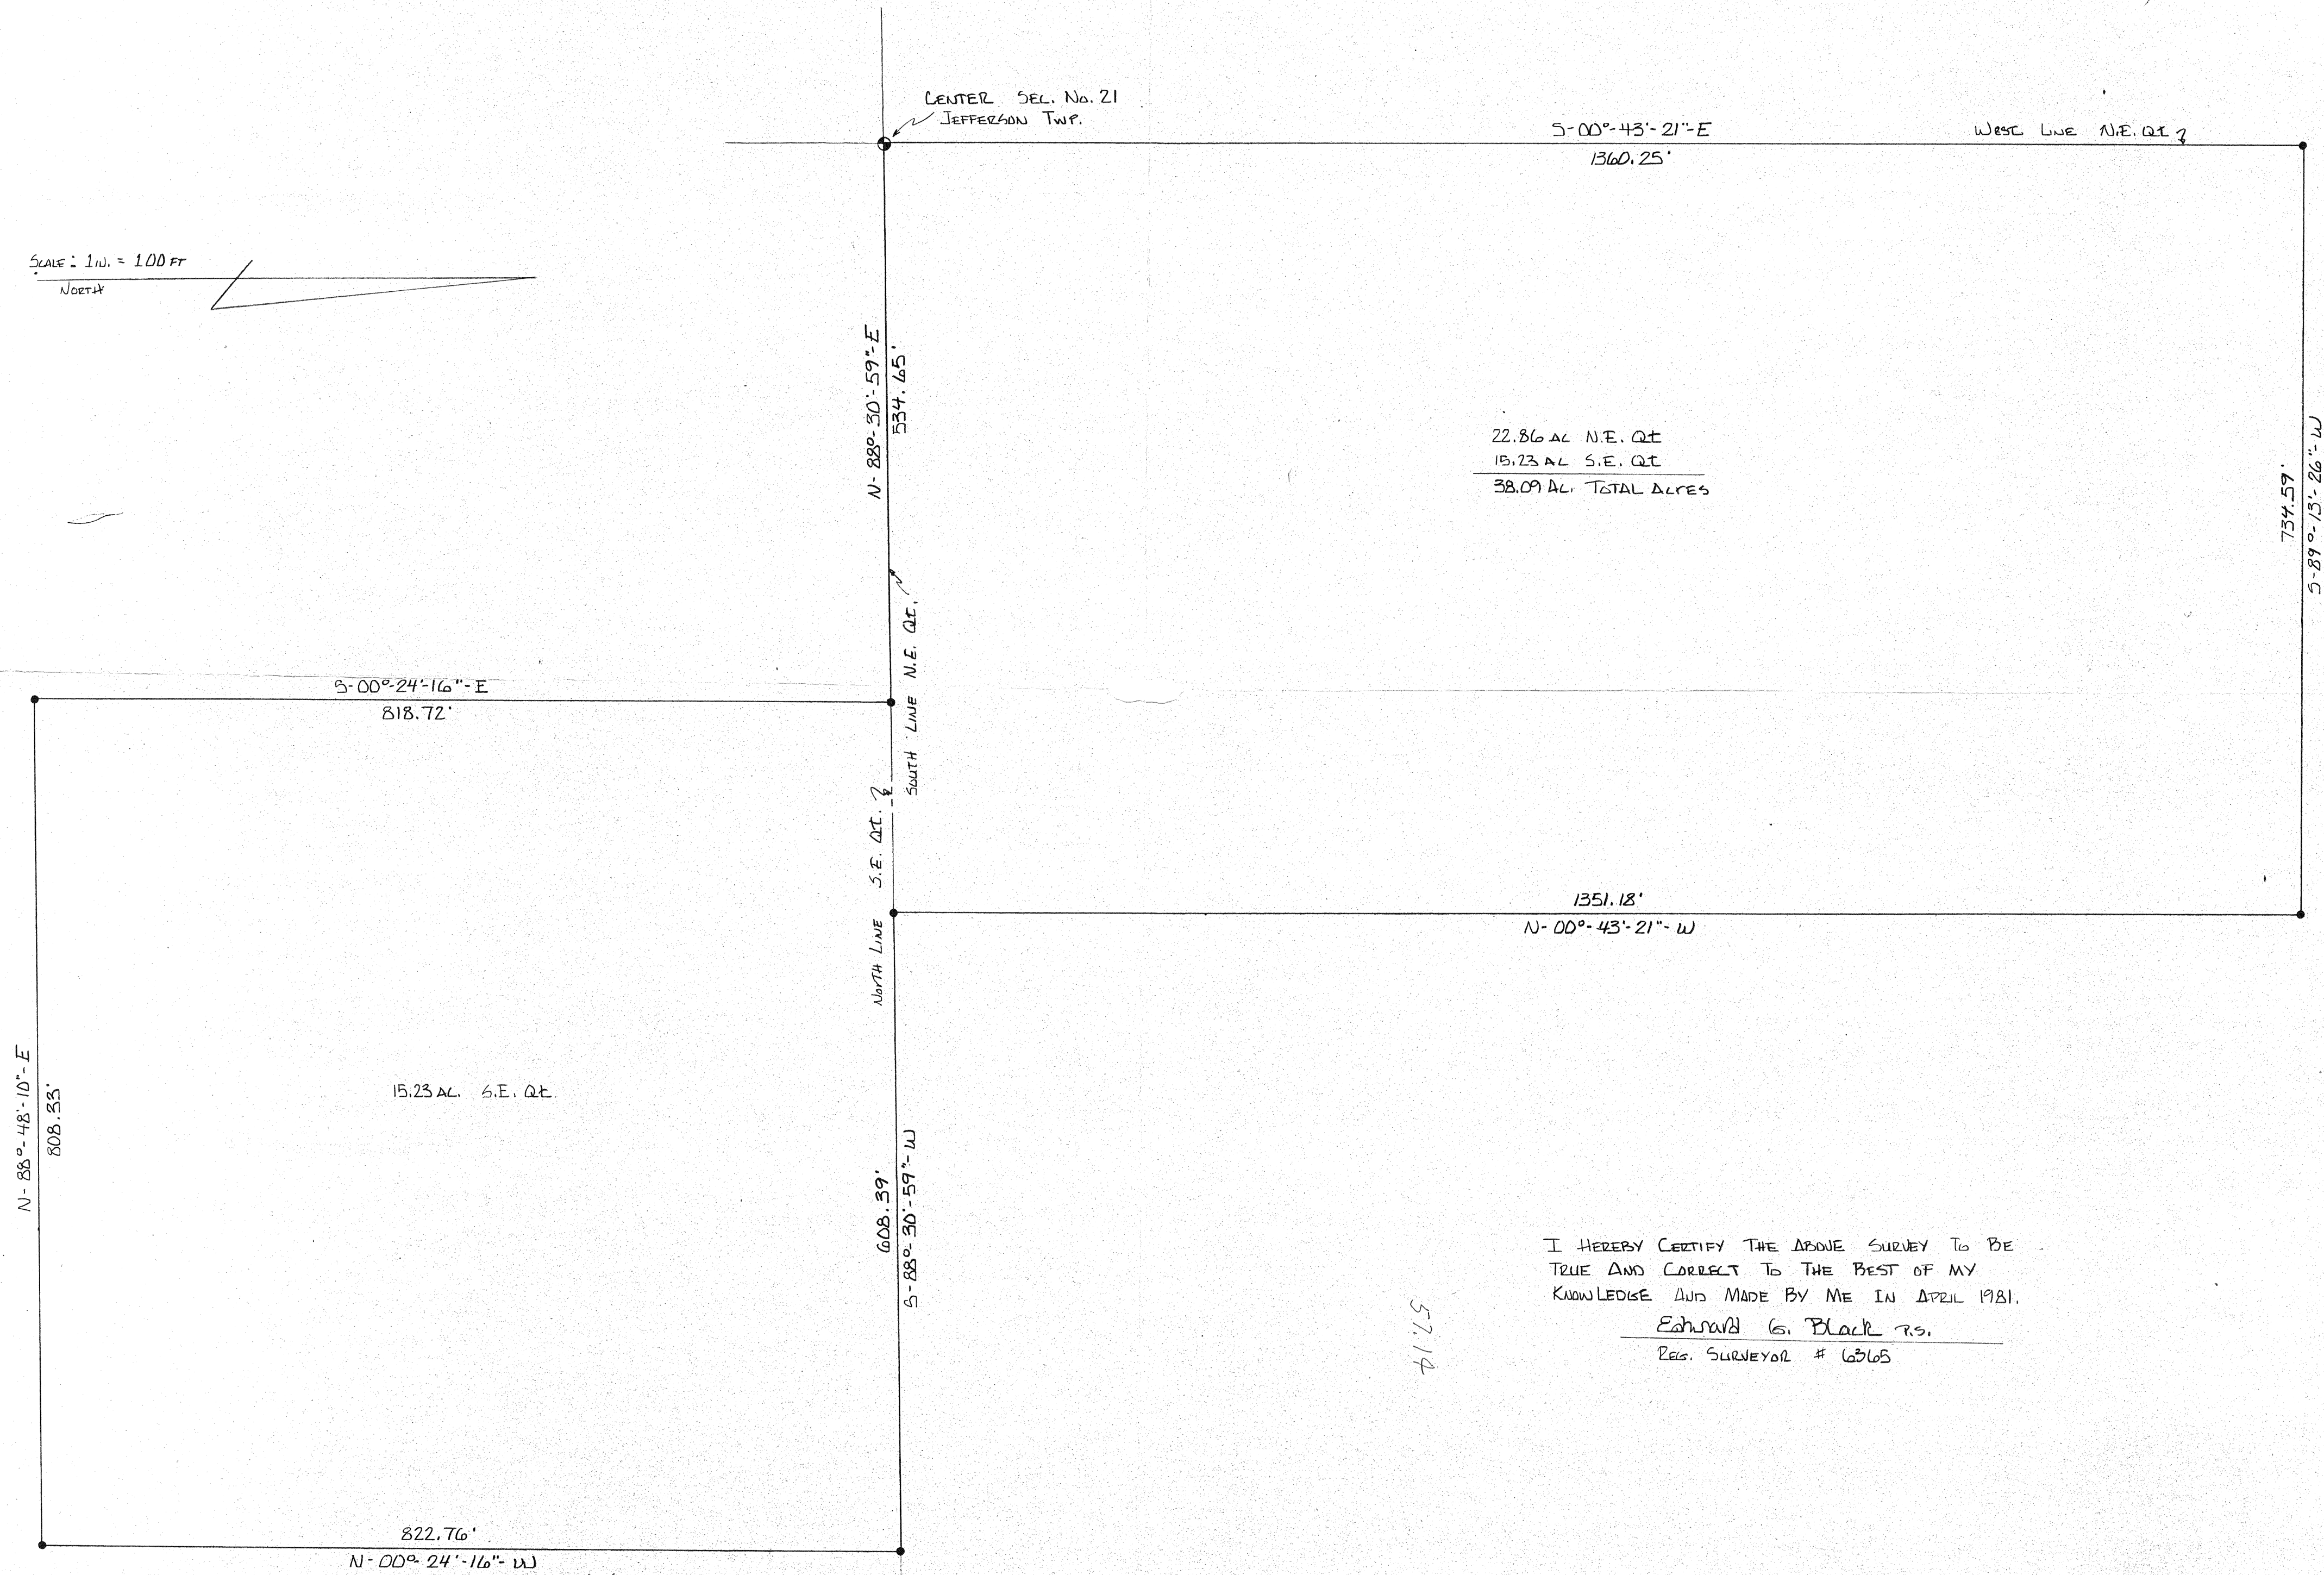 CENTER SEC. No. 21
JEFFERSON TWP.
S-00°-43'-21"-E
1360.25'
WEST LINE N.E. Qt
SCALE: 1 IN. = 100 FT
NORTH
N-88°-30'-59"-E
534.65'
22.86 AC N.E. Qt
15.23 AC S.E. Qt
38.09 AC. TOTAL ACRES
734.59'
S-89°-13'-26"-W
SOUTH LINE N.E. Qt.
S-00°-24'-16"-E
818.72'
NORTH LINE S.E. Qt.
1351.18'
N-00°-43'-21"-W
N-88°-48'-10"-E
808.33'
15.23 AC. S.E. Qt.
608.39'
S-88°-30'-59"-W
I HEREBY CERTIFY THE ABOVE SURVEY TO BE
TRUE AND CORRECT TO THE BEST OF MY
KNOWLEDGE AND MADE BY ME IN APRIL 1981.
Edward G. Black P.S.
REG. SURVEYOR # 6365
57.14
822.76'
N-00°-24'-16"-W